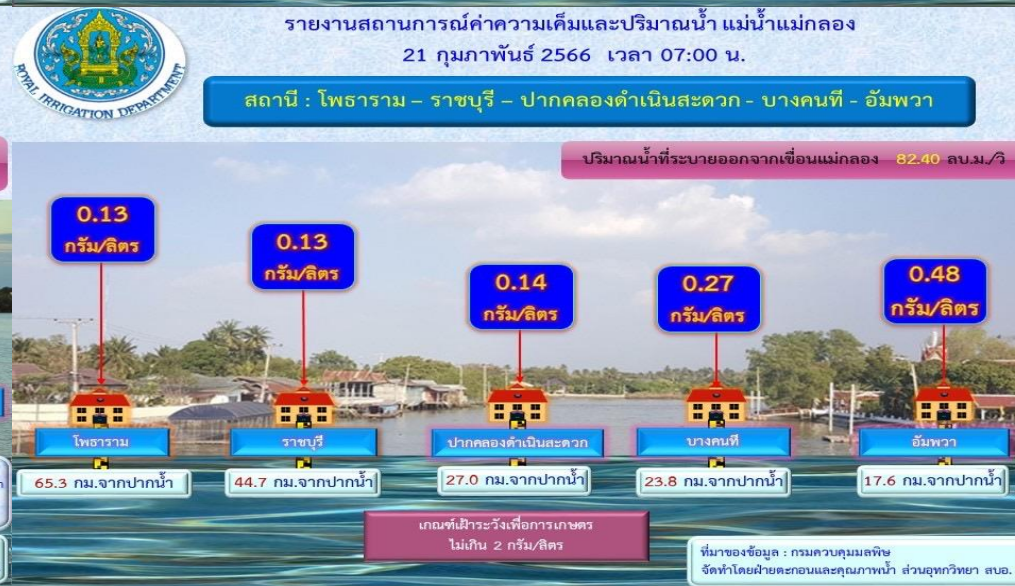 รายงานสถานการณ์ค่าความเค็มและปริมาณน้ำ แม่น้ำแม่กลอง
21 กุมภาพันธ์ 2566 เวลา 07:00 น.
ROYAL IRRIGATION DEPARTMENT
สถานี : โพธาราม – ราชบุรี – ปากคลองดำเนินสะดวก - บางคนที - อัมพวา
ปริมาณน้ำที่ระบายออกจากเขื่อนแม่กลอง 82.40 ลบ.ม./วิ
0.13
กรัม/ลิตร
0.13
กรัม/ลิตร
0.14
กรัม/ลิตร
0.27
กรัม/ลิตร
0.48
กรัม/ลิตร
โพธาราม
ราชบุรี
ปากคลองดำเนินสะดวก
บางคนที
อัมพวา
65.3 กม.จากปากน้ำ
44.7 กม.จากปากน้ำ
27.0 กม.จากปากน้ำ
23.8 กม.จากปากน้ำ
17.6 กม.จากปากน้ำ
เกณฑ์เฝ้าระวังเพื่อการเกษตร
ไม่เกิน 2 กรัม/ลิตร
ที่มาของข้อมูล : กรมควบคุมมลพิษ
จัดทำโดยฝ่ายตะกอนและคุณภาพน้ำ ส่วนอุทกวิทยา สบอ.